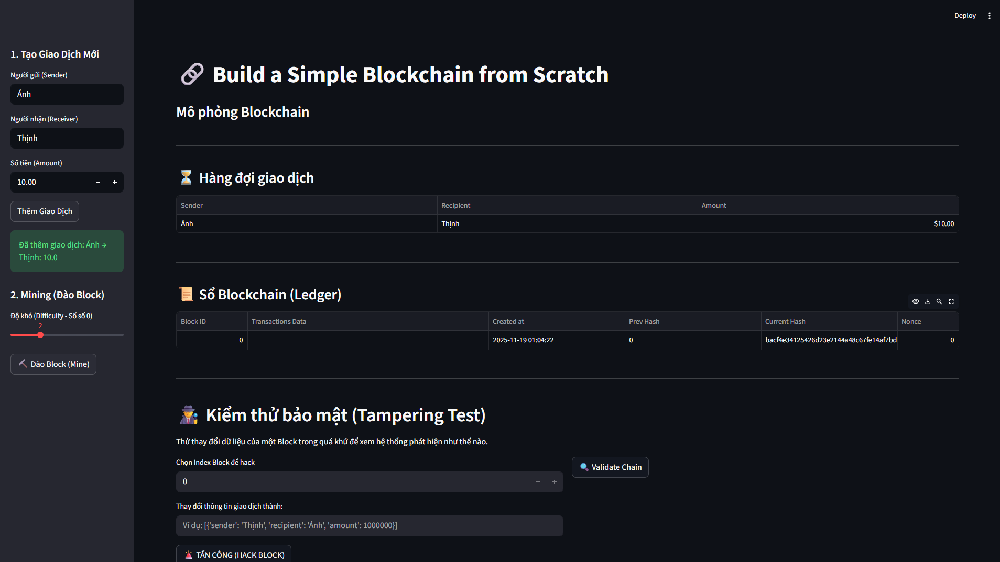 Deploy
1. Tạo Giao Dịch Mới
Người gửi (Sender)
Ánh
Người nhận (Receiver)
Thịnh
Số tiền (Amount)
10.00
Thêm Giao Dịch
Đã thêm giao dịch: Ánh →
Thịnh: 10.0
2. Mining (Đào Block)
Độ khó (Difficulty - Số số 0)
2
Đào Block (Mine)
Build a Simple Blockchain from Scratch
Mô phỏng Blockchain
Hàng đợi giao dịch
Sender Recipient Amount
Ánh Thịnh $10.00
Sổ Blockchain (Ledger)
Block ID Transactions Data Created at Prev Hash Current Hash Nonce
0 2025-11-19 01:04:22 0 bacf4e34125426d23e2144a48c67fe14af7bd 0
Kiểm thử bảo mật (Tampering Test)
Thử thay đổi dữ liệu của một Block trong quá khứ để xem hệ thống phát hiện như thế nào.
Chọn Index Block để hack
0
Validate Chain
Thay đổi thông tin giao dịch thành:
Ví dụ: [{'sender': 'Thịnh', 'recipient': 'Ánh', 'amount': 1000000}]
TẤN CÔNG (HACK BLOCK)